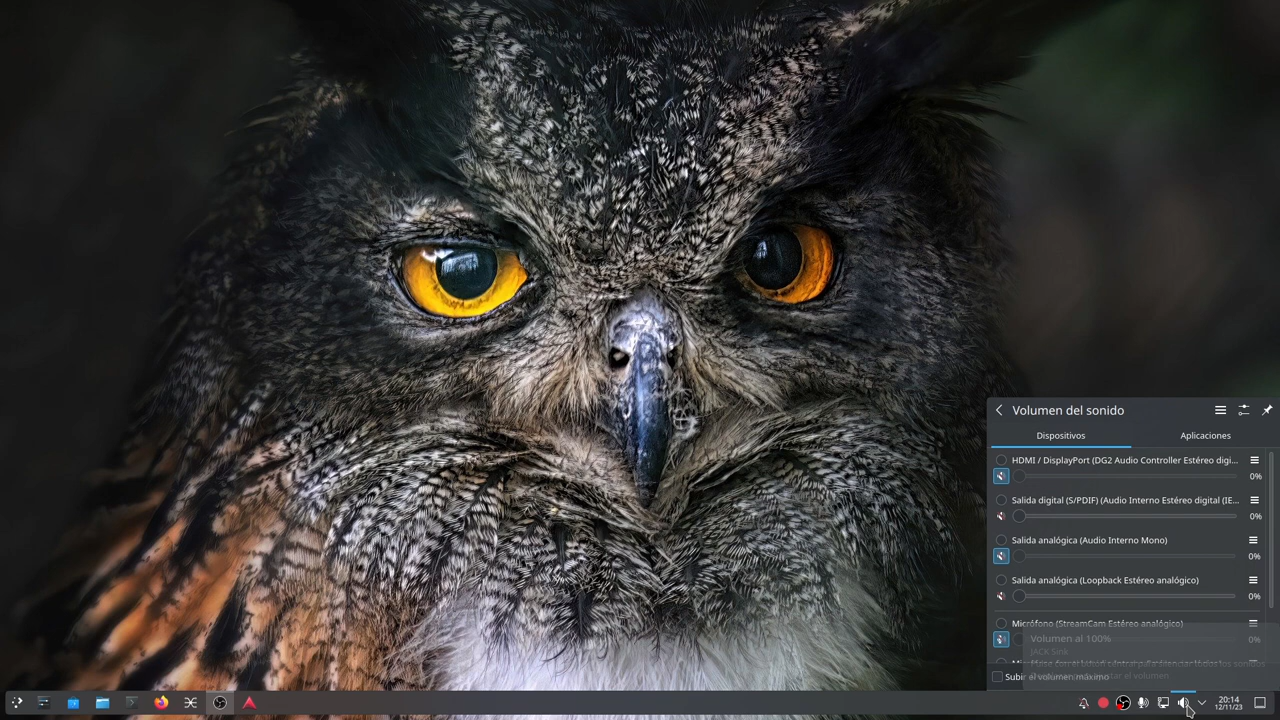 Volumen del sonido
Dispositivos
Aplicaciones
HDMI / DisplayPort (DG2 Audio Controller Estéreo digi...
0%
Salida digital (S/PDIF) (Audio Interno Estéreo digital (IE...
0%
Salida analógica (Audio Interno Mono)
0%
Salida analógica (Loopback Estéreo analógico)
0%
Micrófono (StreamCam Estéreo analógico)
Volumen al 100%
0%
JACK Sink
Subir el volumen máximo
20:14
12/11/23